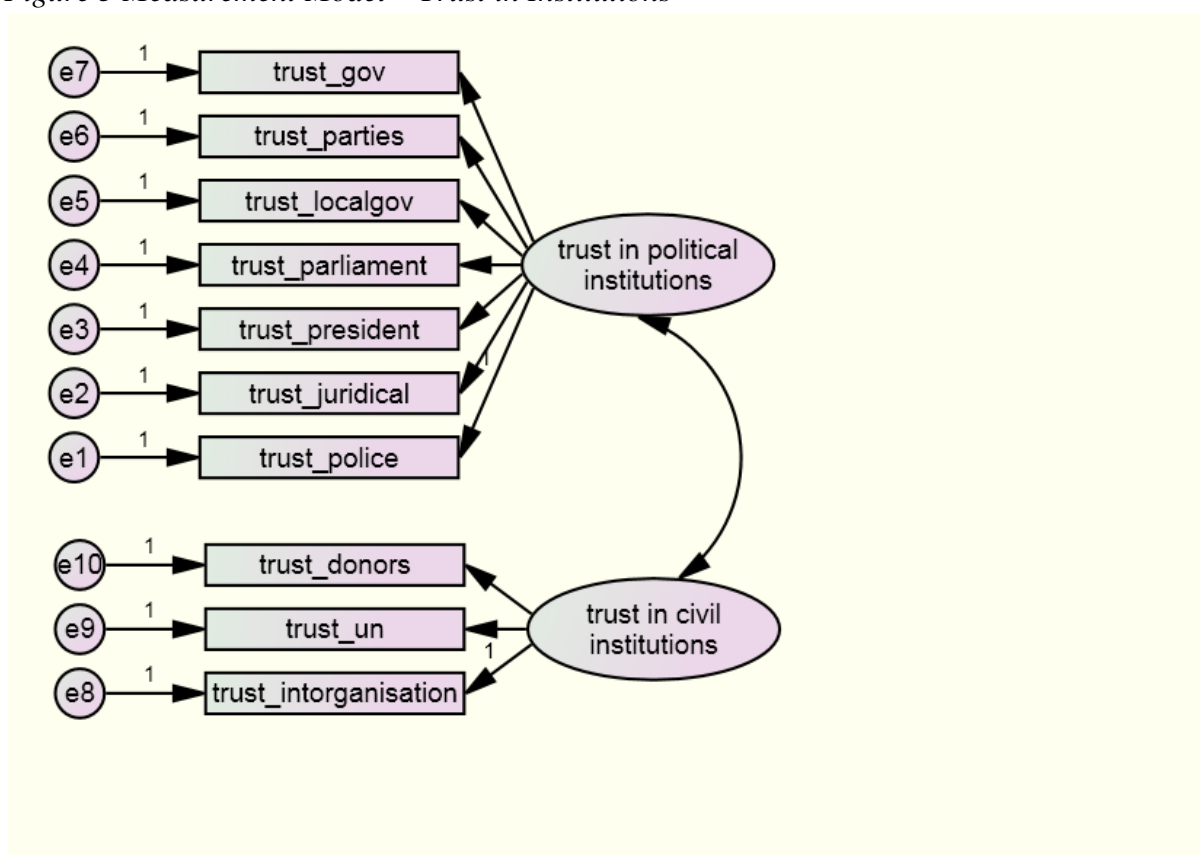 1
e7
trust_gov
1
e6
trust_parties
1
e5
trust_localgov
trust in political
institutions
1
e4
trust_parliament
1
e3
trust_president
1
1
e2
trust_juridical
1
e1
trust_police
1
e10
trust_donors
1
e9
trust_un
trust in civil
institutions
1
1
e8
trust_intorganisation